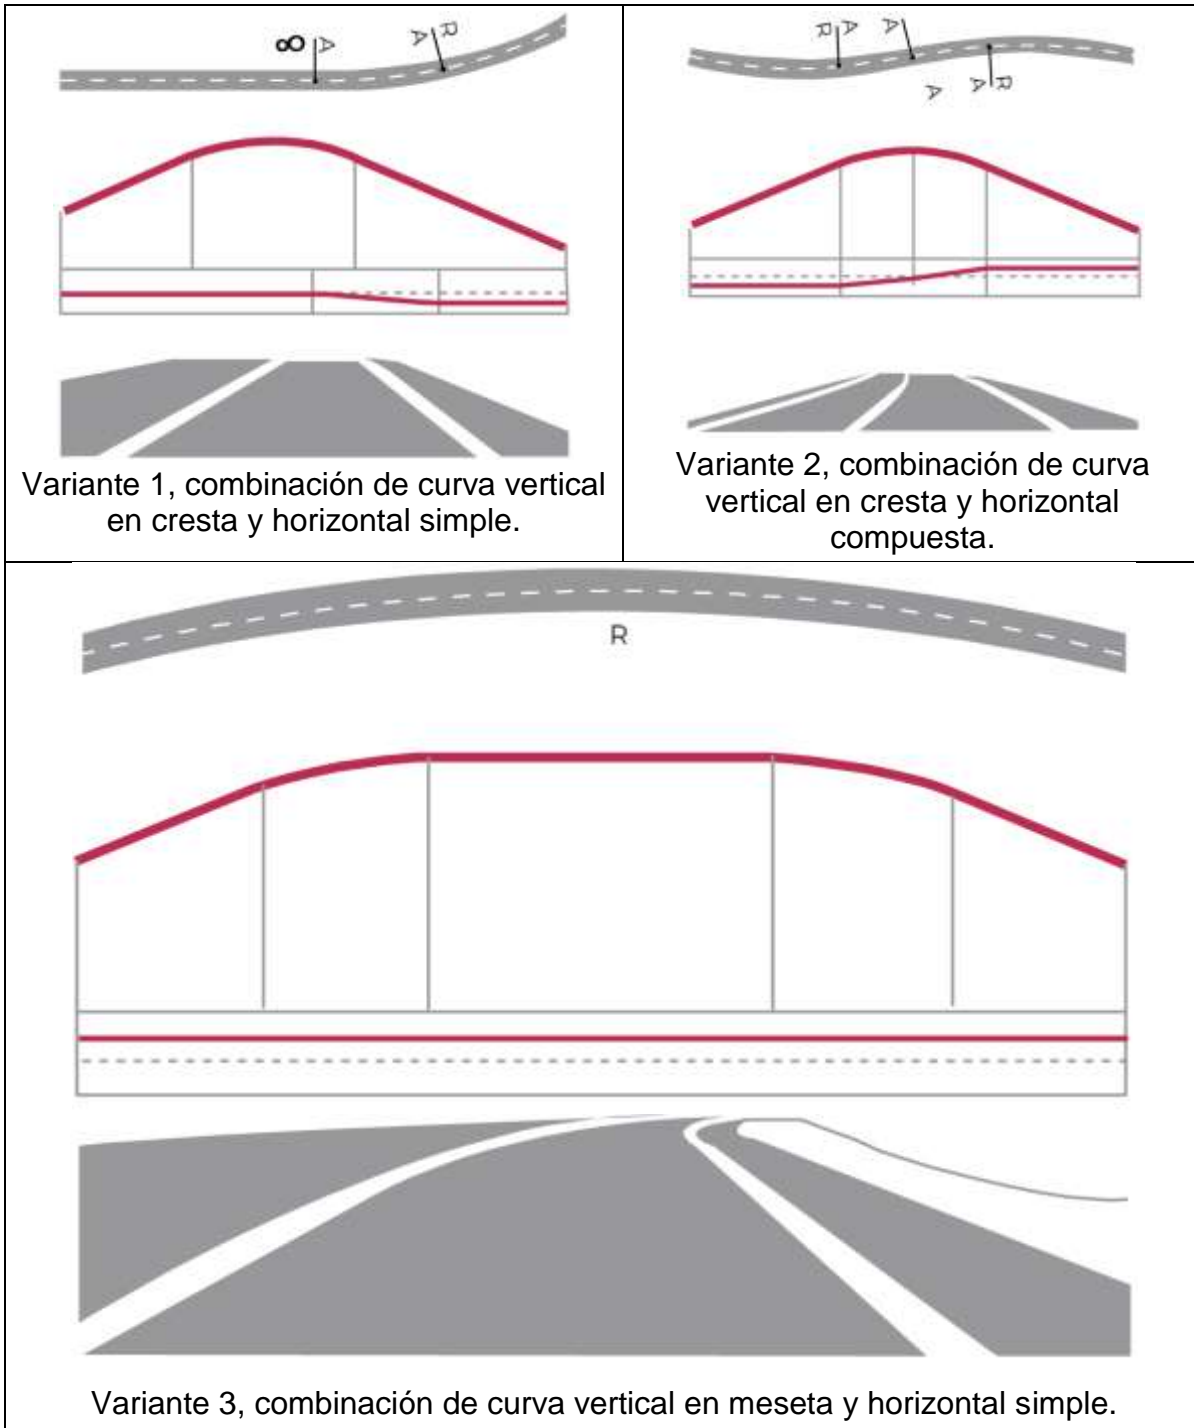 ∞ A
A R
R A A
A A R
Variante 1, combinación de curva vertical
en cresta y horizontal simple.
Variante 2, combinación de curva
vertical en cresta y horizontal
compuesta.
R
Variante 3, combinación de curva vertical en meseta y horizontal simple.